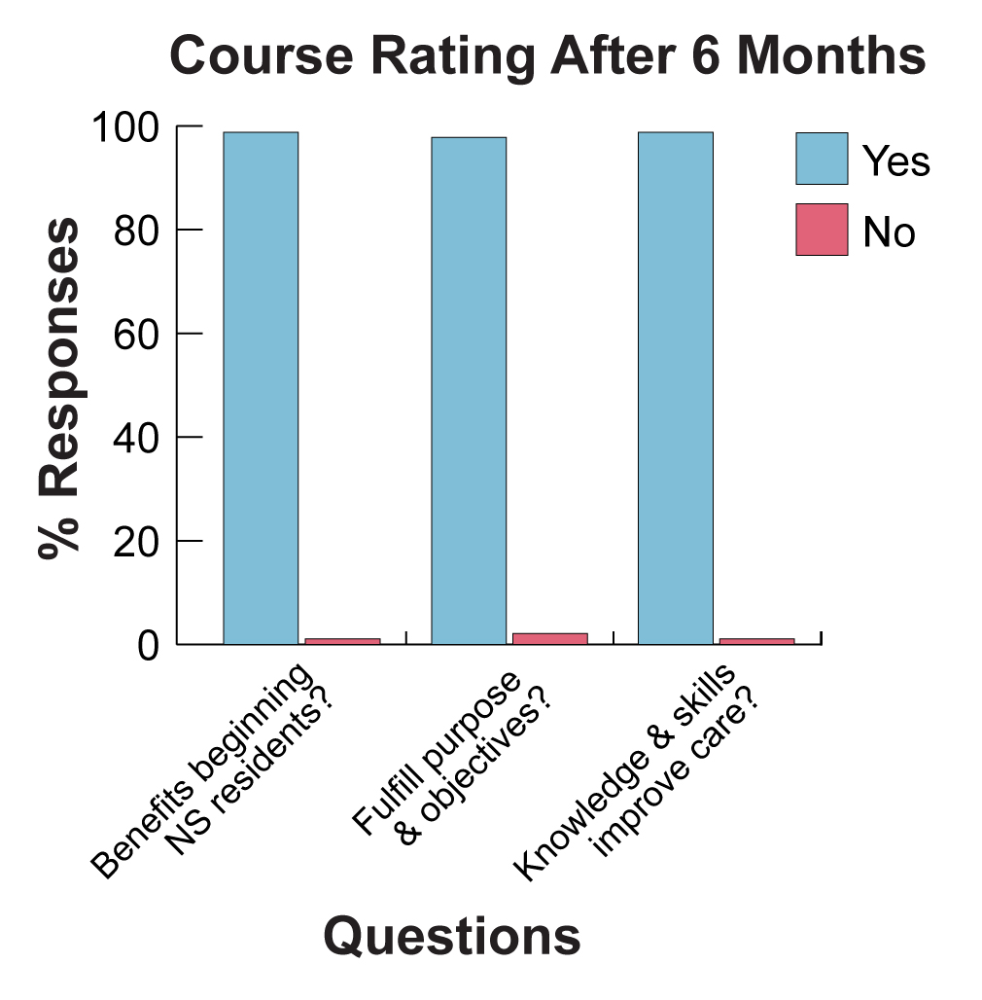 Course Rating After 6 Months
% Responses
100
80
60
40
20
0
Yes
No
Benefits beginning
NS residents?
Fulfill purpose
& objectives?
Knowledge & skills
improve care?
Questions